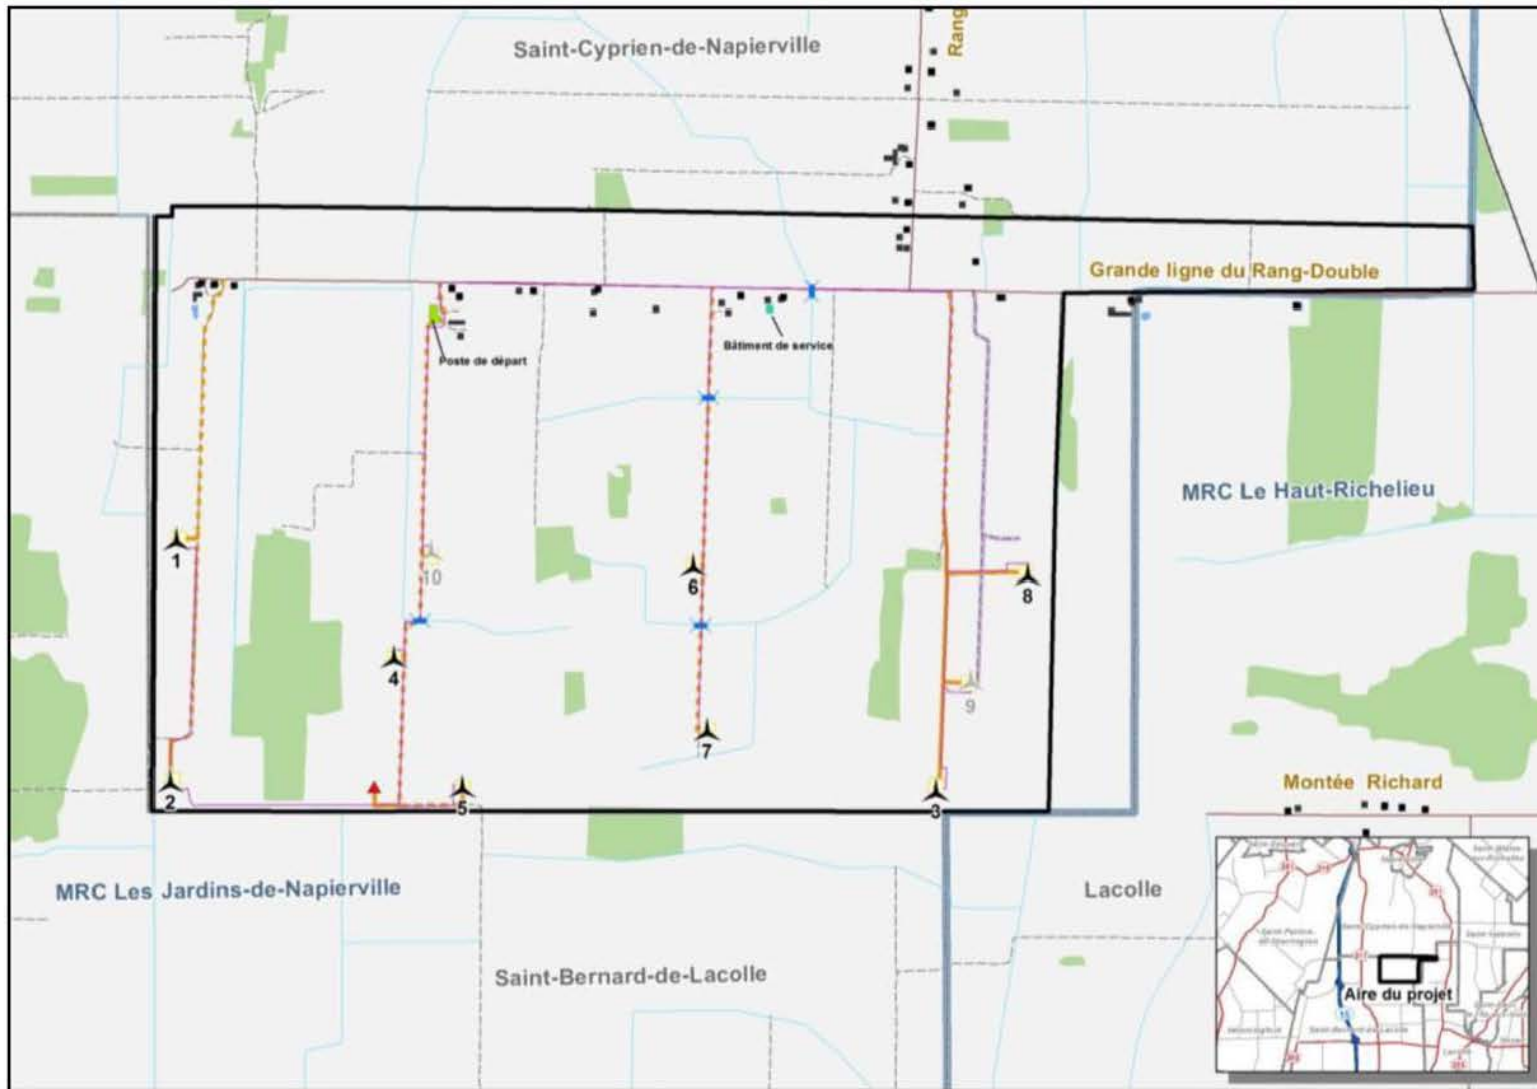 Saint-Cyprien-de-Napierville
Rang
Grande ligne du Rang-Double
Bâtiment de service
Poste de départ
MRC Le Haut-Richelieu
1
10
6
8
4
9
7
2
5
3
Montée Richard
MRC Les Jardins-de-Napierville
Lacolle
Saint-Bernard-de-Lacolle
Aire du projet
15